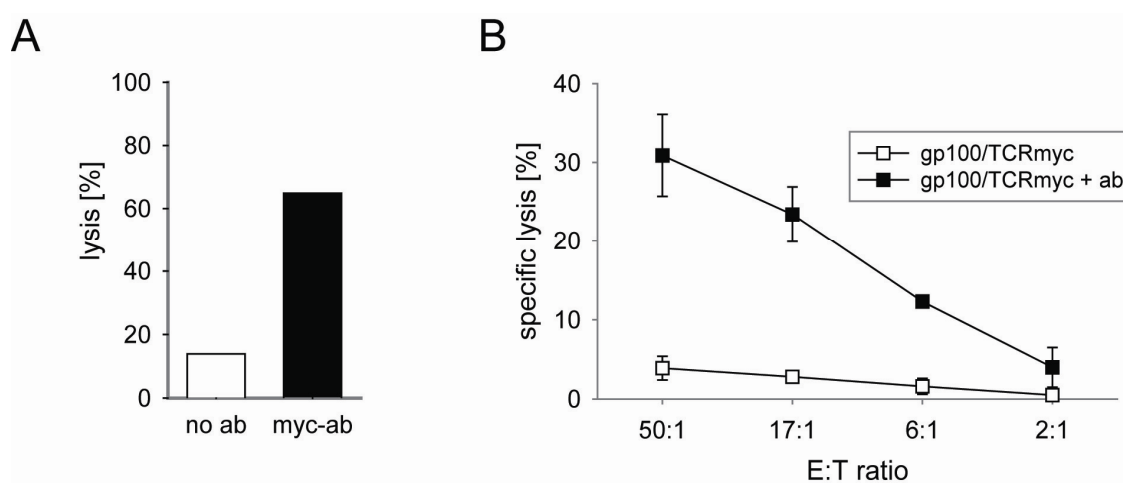 A
lysis [%]
100
80
60
40
20
0
no ab
myc-ab
B
specific lysis [%]
40
30
20
10
0
gp100/TCRmyc
gp100/TCRmyc + ab
50:1
17:1
6:1
2:1
E:T ratio